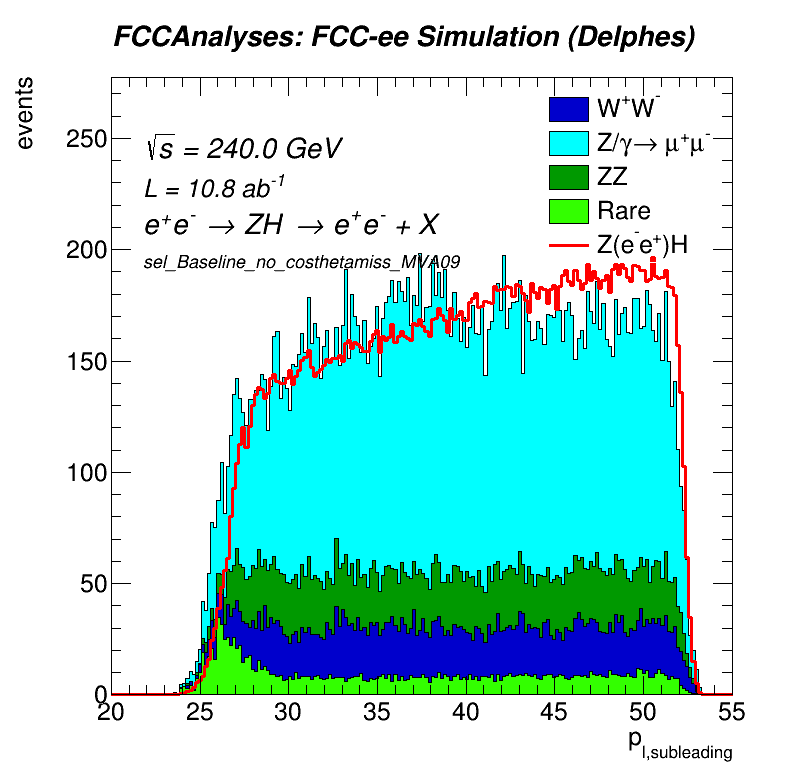 FCCAnalyses: FCC-ee Simulation (Delphes)
events
√s = 240.0 GeV
L = 10.8 ab⁻¹
e⁺e⁻ → ZH → e⁺e⁻ + X
sel_Baseline_no_costhetamiss_MVA09
W⁺W⁻
Z/γ→ μ⁺μ⁻
ZZ
Rare
Z(e⁻e⁺)H
250
200
150
100
50
0
20 25 30 35 40 45 50 55
p_l,subleading